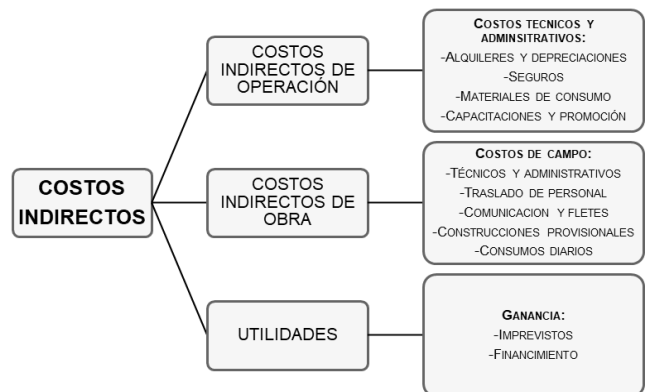 COSTOS
INDIRECTOS
COSTOS
INDIRECTOS DE
OPERACIÓN
COSTOS TECNICOS Y
ADMINSITRATIVOS:
-ALQUILERES Y DEPRECIACIONES
-SEGUROS
-MATERIALES DE CONSUMO
-CAPACITACIONES Y PROMOCIÓN
COSTOS
INDIRECTOS DE
OBRA
COSTOS DE CAMPO:
-TÉCNICOS Y ADMINISTRATIVOS
-TRASLADO DE PERSONAL
-COMUNICACION Y FLETES
-CONSTRUCCIONES PROVISIONALES
-CONSUMOS DIARIOS
UTILIDADES
GANANCIA:
-IMPREVISTOS
-FINANCIMIENTO